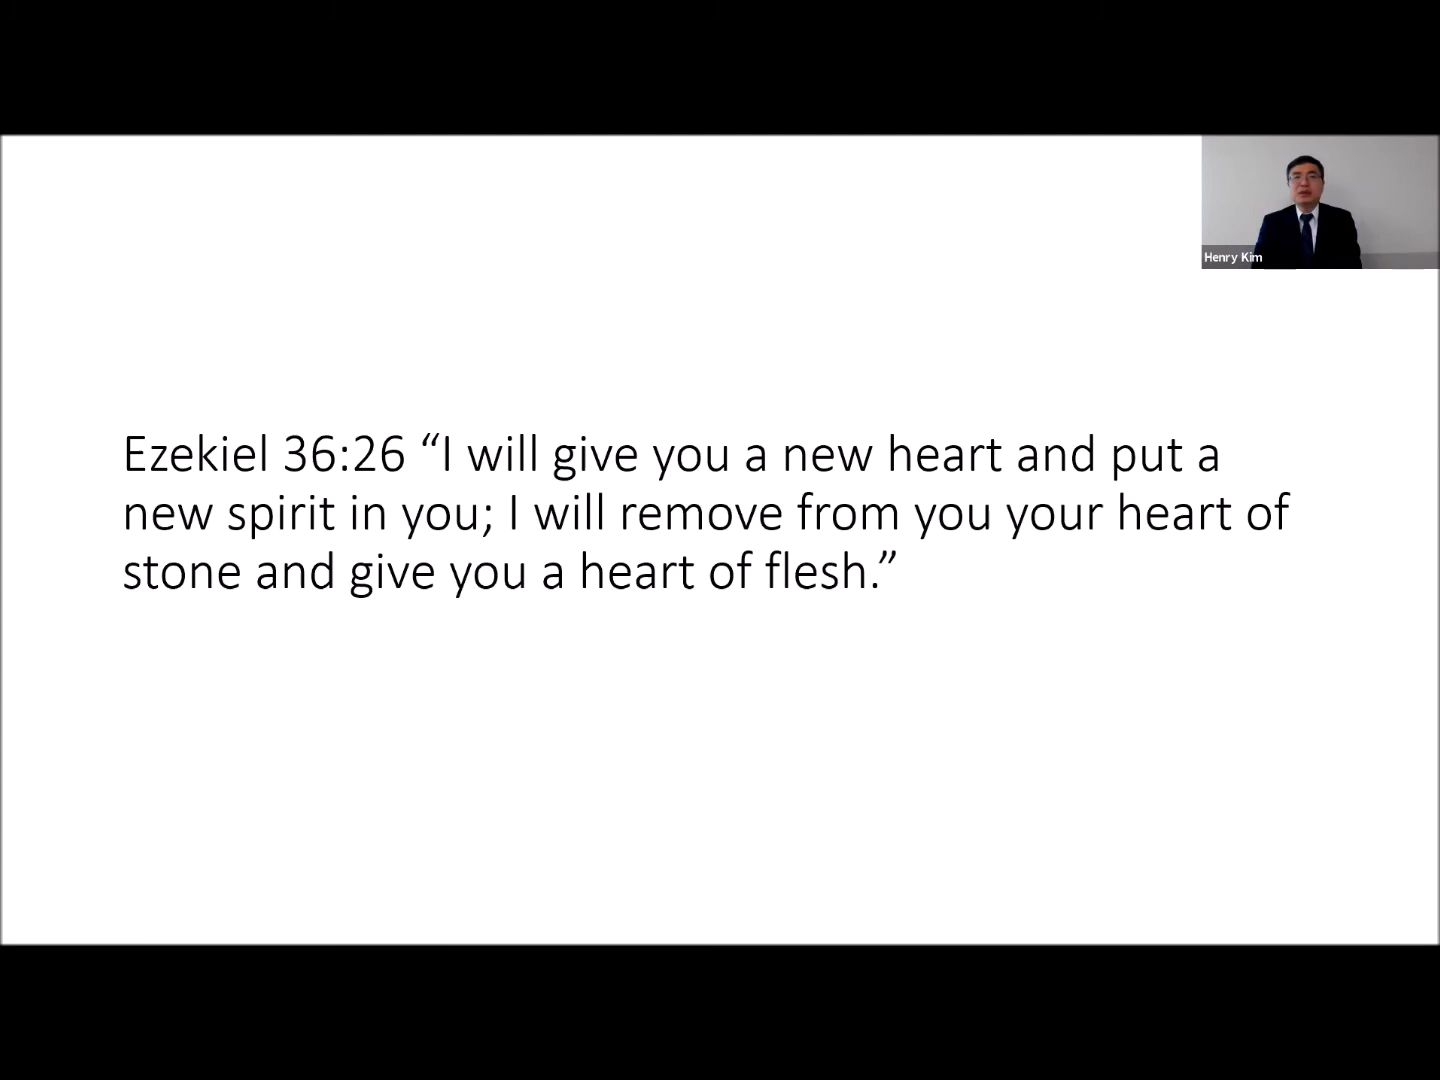 Henry Kim
Ezekiel 36:26 “I will give you a new heart and put a
new spirit in you; I will remove from you your heart of
stone and give you a heart of flesh.”